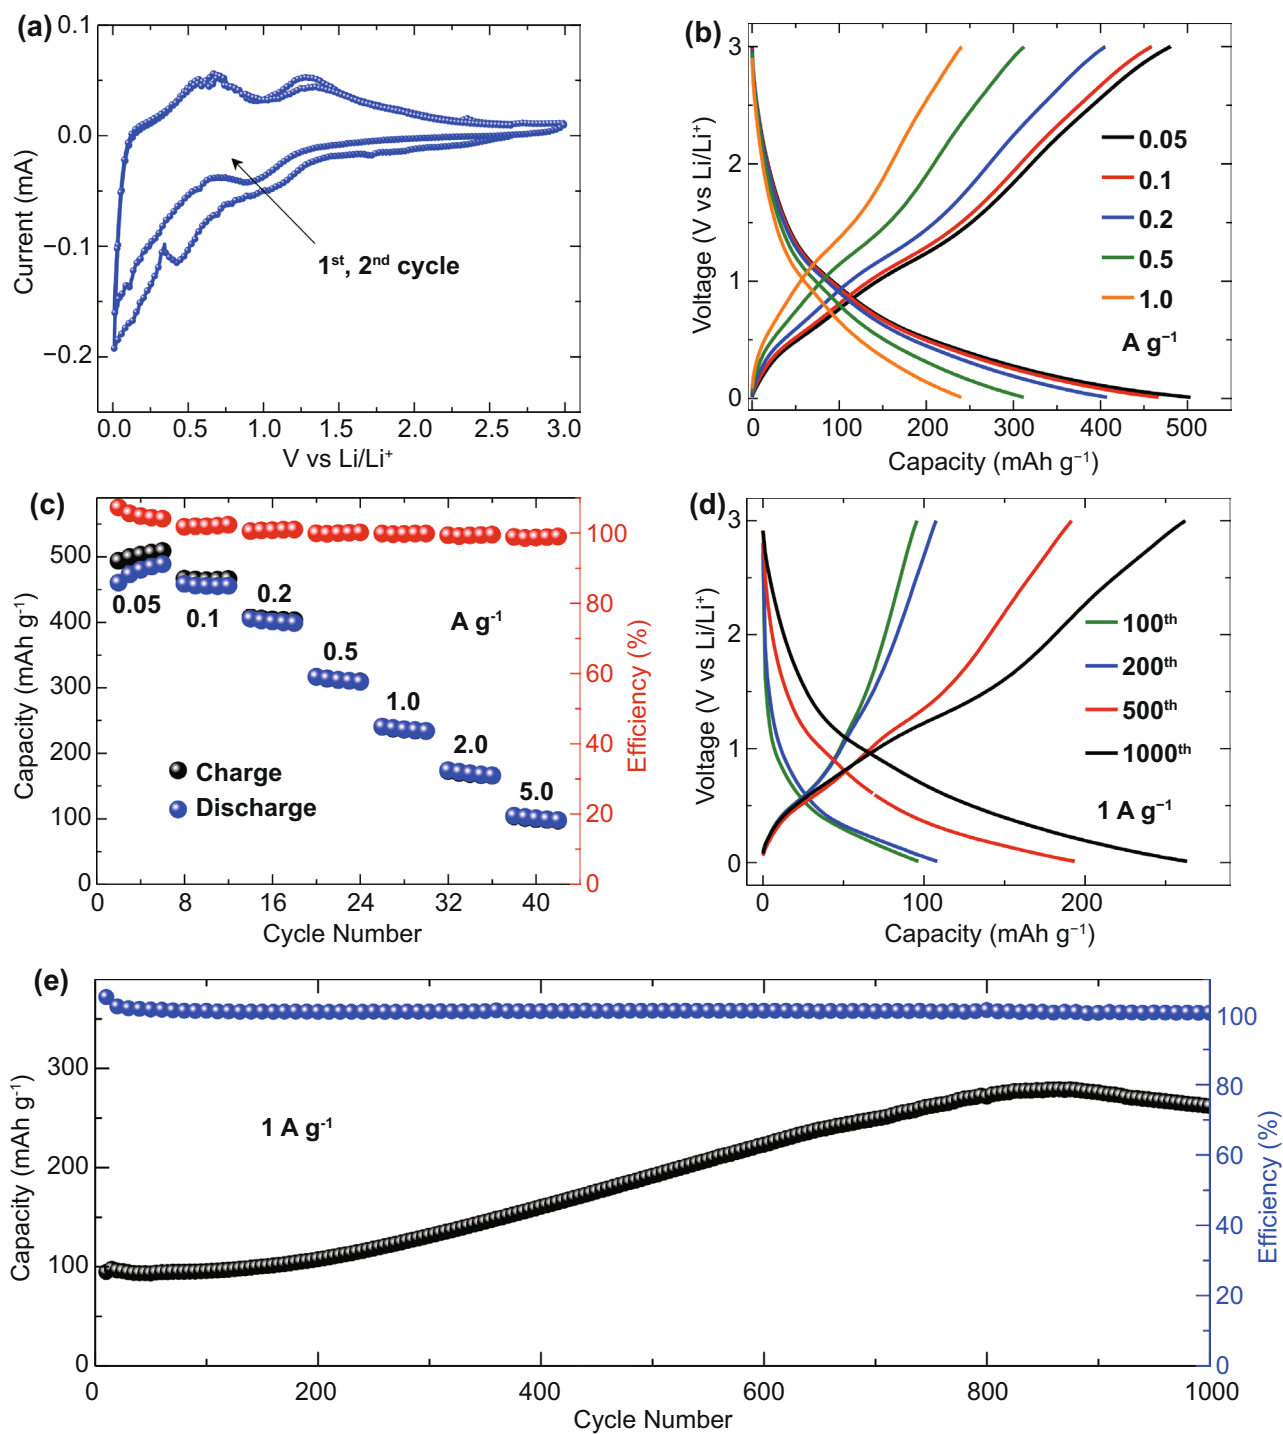 (a)
0.1
0.0
−0.1
−0.2
Current (mA)
1st, 2nd cycle
0.0 0.5 1.0 1.5 2.0 2.5 3.0
V vs Li/Li+
(b)
3
2
1
0
Voltage (V vs Li/Li+)
0.05
0.1
0.2
0.5
1.0
A g−1
0 100 200 300 400 500
Capacity (mAh g−1)
(c)
500
400
300
200
100
0
Capacity (mAh g-1)
0.05
0.1
0.2
0.5
1.0
2.0
5.0
A g-1
Charge
Discharge
100
80
60
40
20
0
Efficiency (%)
0 8 16 24 32 40
Cycle Number
(d)
3
2
1
0
Voltage (V vs Li/Li+)
100th
200th
500th
1000th
1 A g−1
0 100 200
Capacity (mAh g−1)
(e)
300
200
100
0
Capacity (mAh g-1)
1 A g-1
100
80
60
40
20
0
Efficiency (%)
0 200 400 600 800 1000
Cycle Number